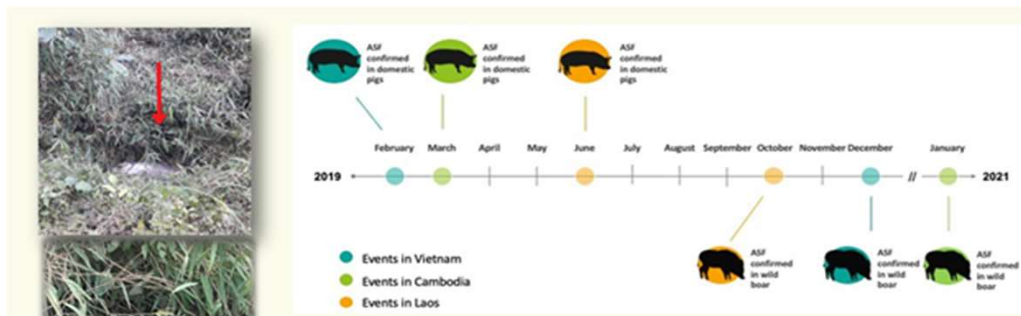 ASF
confirmed
in domestic
pigs
ASF
confirmed
in domestic
pigs
ASF
confirmed
in domestic
pigs
February March April May June July August September October November December January
2019 // 2021
Events in Vietnam
Events in Cambodia
Events in Laos
ASF
confirmed
in wild
boar
ASF
confirmed
in wild
boar
ASF
confirmed
in wild
boar